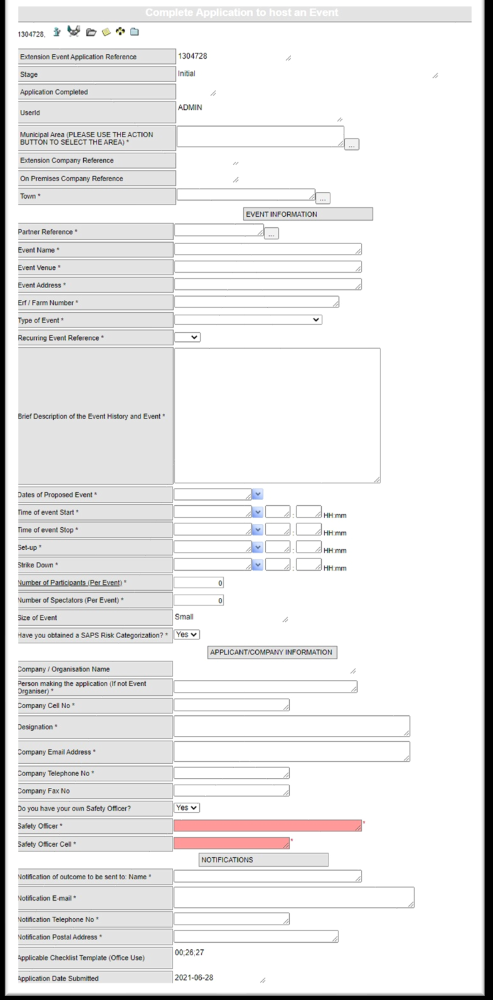 Complete Application to host an Event
1304728,
Extension Event Application Reference 1304728
Stage Initial
Application Completed
UserId ADMIN
Municipal Area (PLEASE USE THE ACTION
BUTTON TO SELECT THE AREA) * ...
Extension Company Reference
On Premises Company Reference
Town * ...
EVENT INFORMATION
Partner Reference * ...
Event Name *
Event Venue *
Event Address *
Erf / Farm Number *
Type of Event *
Recurring Event Reference *
Brief Description of the Event History and Event *
Dates of Proposed Event *
Time of event Start * : HH:mm
Time of event Stop * : HH:mm
Set-up * : HH:mm
Strike Down * : HH:mm
Number of Participants (Per Event) * 0
Number of Spectators (Per Event) * 0
Size of Event Small
Have you obtained a SAPS Risk Categorization? * Yes
APPLICANT/COMPANY INFORMATION
Company / Organisation Name
Person making the application (If not Event
Organiser) *
Company Cell No *
Designation *
Company Email Address *
Company Telephone No *
Company Fax No
Do you have your own Safety Officer? Yes
Safety Officer * *
Safety Officer Cell * *
NOTIFICATIONS
Notification of outcome to be sent to: Name *
Notification E-mail *
Notification Telephone No *
Notification Postal Address *
Applicable Checklist Template (Office Use) 00;26;27
Application Date Submitted 2021-06-28